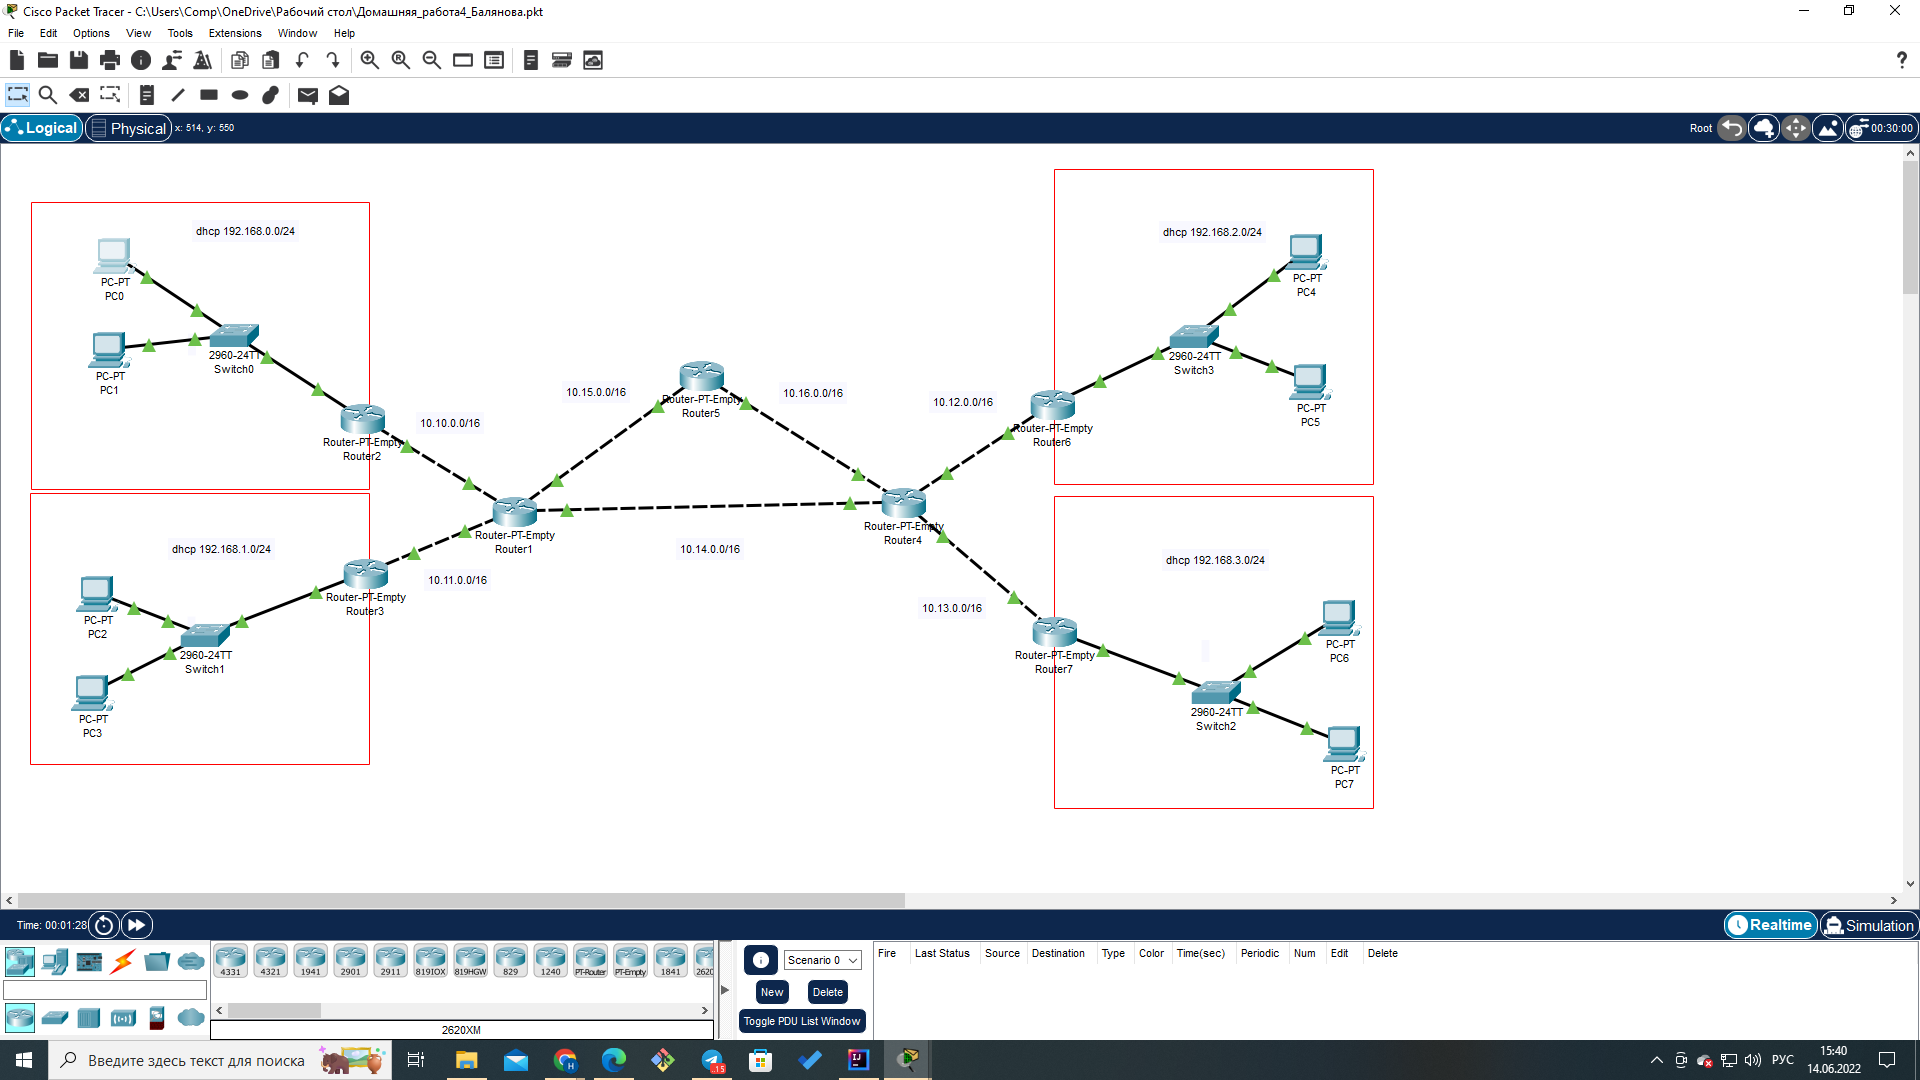 Cisco Packet Tracer - C:\Users\Comp\OneDrive\Рабочий стол\Домашняя_работа4_Балянова.pkt
File Edit Options View Tools Extensions Window Help
Logical Physical x: 514, y: 550 Root 00:30:00
dhcp 192.168.0.0/24
PC-PT
PC0
PC-PT
PC1
2960-24TT
Switch0
Router-PT-Empty
Router2
10.10.0.0/16
dhcp 192.168.1.0/24
PC-PT
PC2
PC-PT
PC3
2960-24TT
Switch1
Router-PT-Empty
Router3
10.11.0.0/16
Router-PT-Empty
Router1
10.15.0.0/16
Router-PT-Empty
Router5
10.16.0.0/16
10.14.0.0/16
Router-PT-Empty
Router4
10.12.0.0/16
Router-PT-Empty
Router6
dhcp 192.168.2.0/24
PC-PT
PC4
2960-24TT
Switch3
PC-PT
PC5
10.13.0.0/16
Router-PT-Empty
Router7
dhcp 192.168.3.0/24
PC-PT
PC6
2960-24TT
Switch2
PC-PT
PC7
Time: 00:01:28 Realtime Simulation
4331 4321 1941 2901 2911 819IOX 819HGW 829 1240 PT-Router PT-Empty 1841 2620
2620XM
Scenario 0
New Delete
Toggle PDU List Window
Fire Last Status Source Destination Type Color Time(sec) Periodic Num Edit Delete
Введите здесь текст для поиска
.15
РУС
15:40
14.06.2022